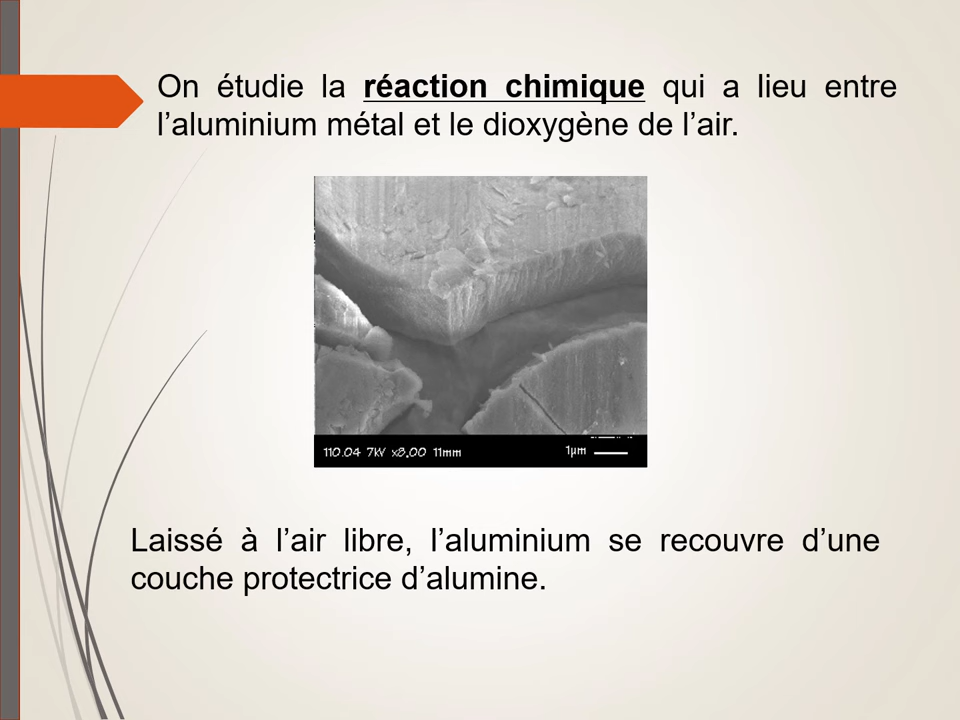 On étudie la réaction chimique qui a lieu entre
l’aluminium métal et le dioxygène de l’air.
110.04 7kV x8.00 11mm
1µm
Laissé à l’air libre, l’aluminium se recouvre d’une
couche protectrice d’alumine.